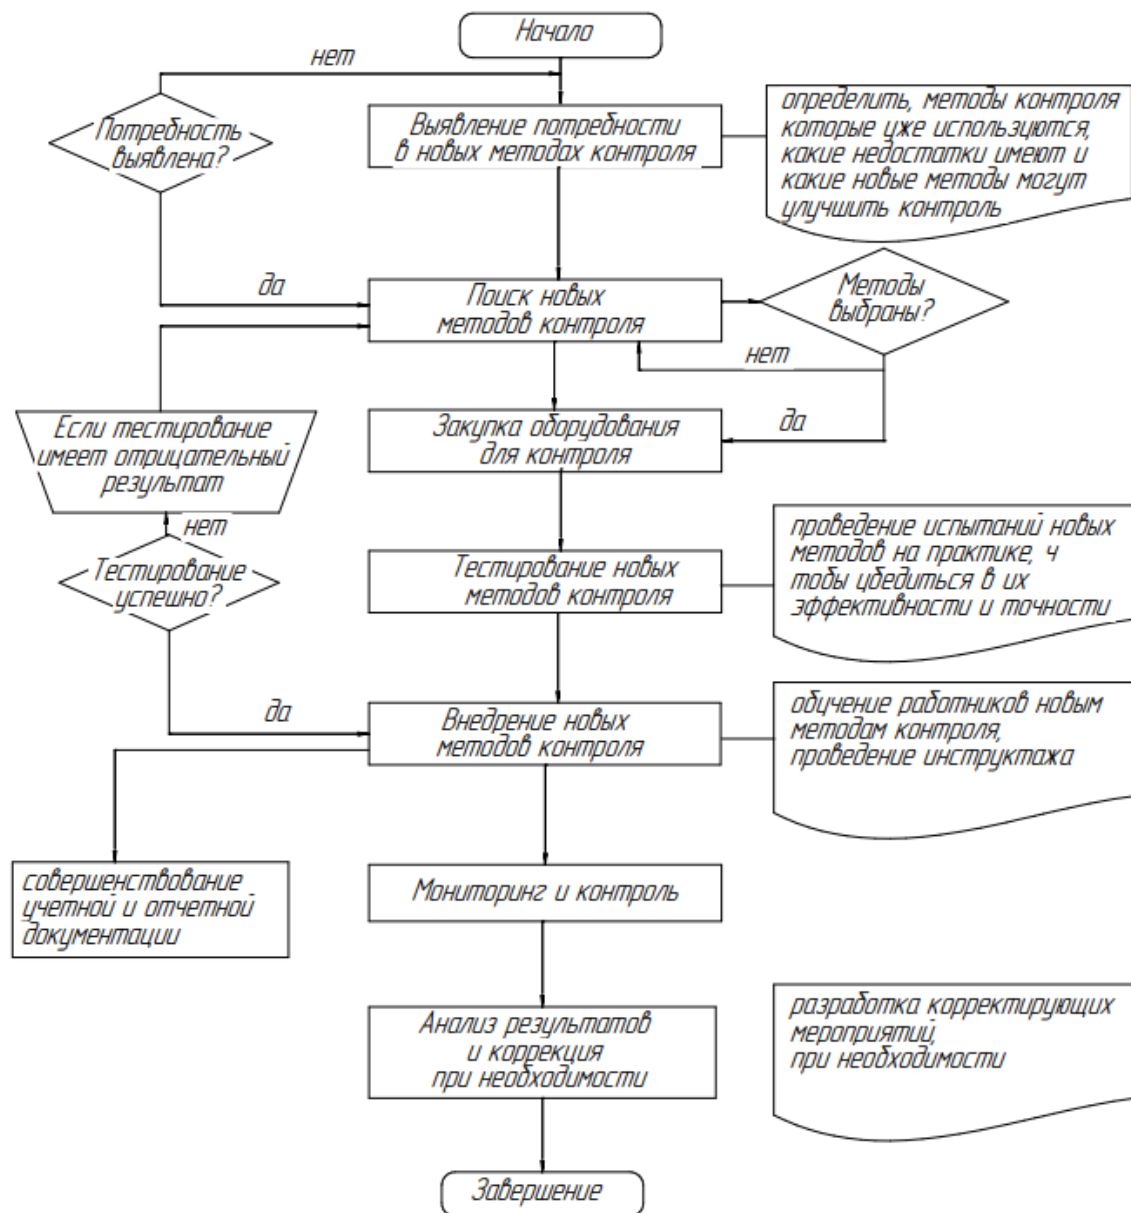 Начало
нет
Потребность
выявлена?
Выявление потребности
в новых методах контроля
определить, методы контроля
которые уже используются,
какие недостатки имеют и
какие новые методы могут
улучшить контроль
да
Поиск новых
методов контроля
Методы
выбраны?
нет
Если тестирование
имеет отрицательный
результат
Закупка оборудования
для контроля
да
нет
Тестирование
успешно?
Тестирование новых
методов контроля
проведение испытаний новых
методов на практике, ч
тобы убедиться в их
эффективности и точности
да
Внедрение новых
методов контроля
обучение работников новым
методам контроля,
проведение инструктажа
совершенствование
учетной и отчетной
документации
Мониторинг и контроль
Анализ результатов
и коррекция
при необходимости
разработка корректирующих
мероприятий,
при необходимости
Завершение